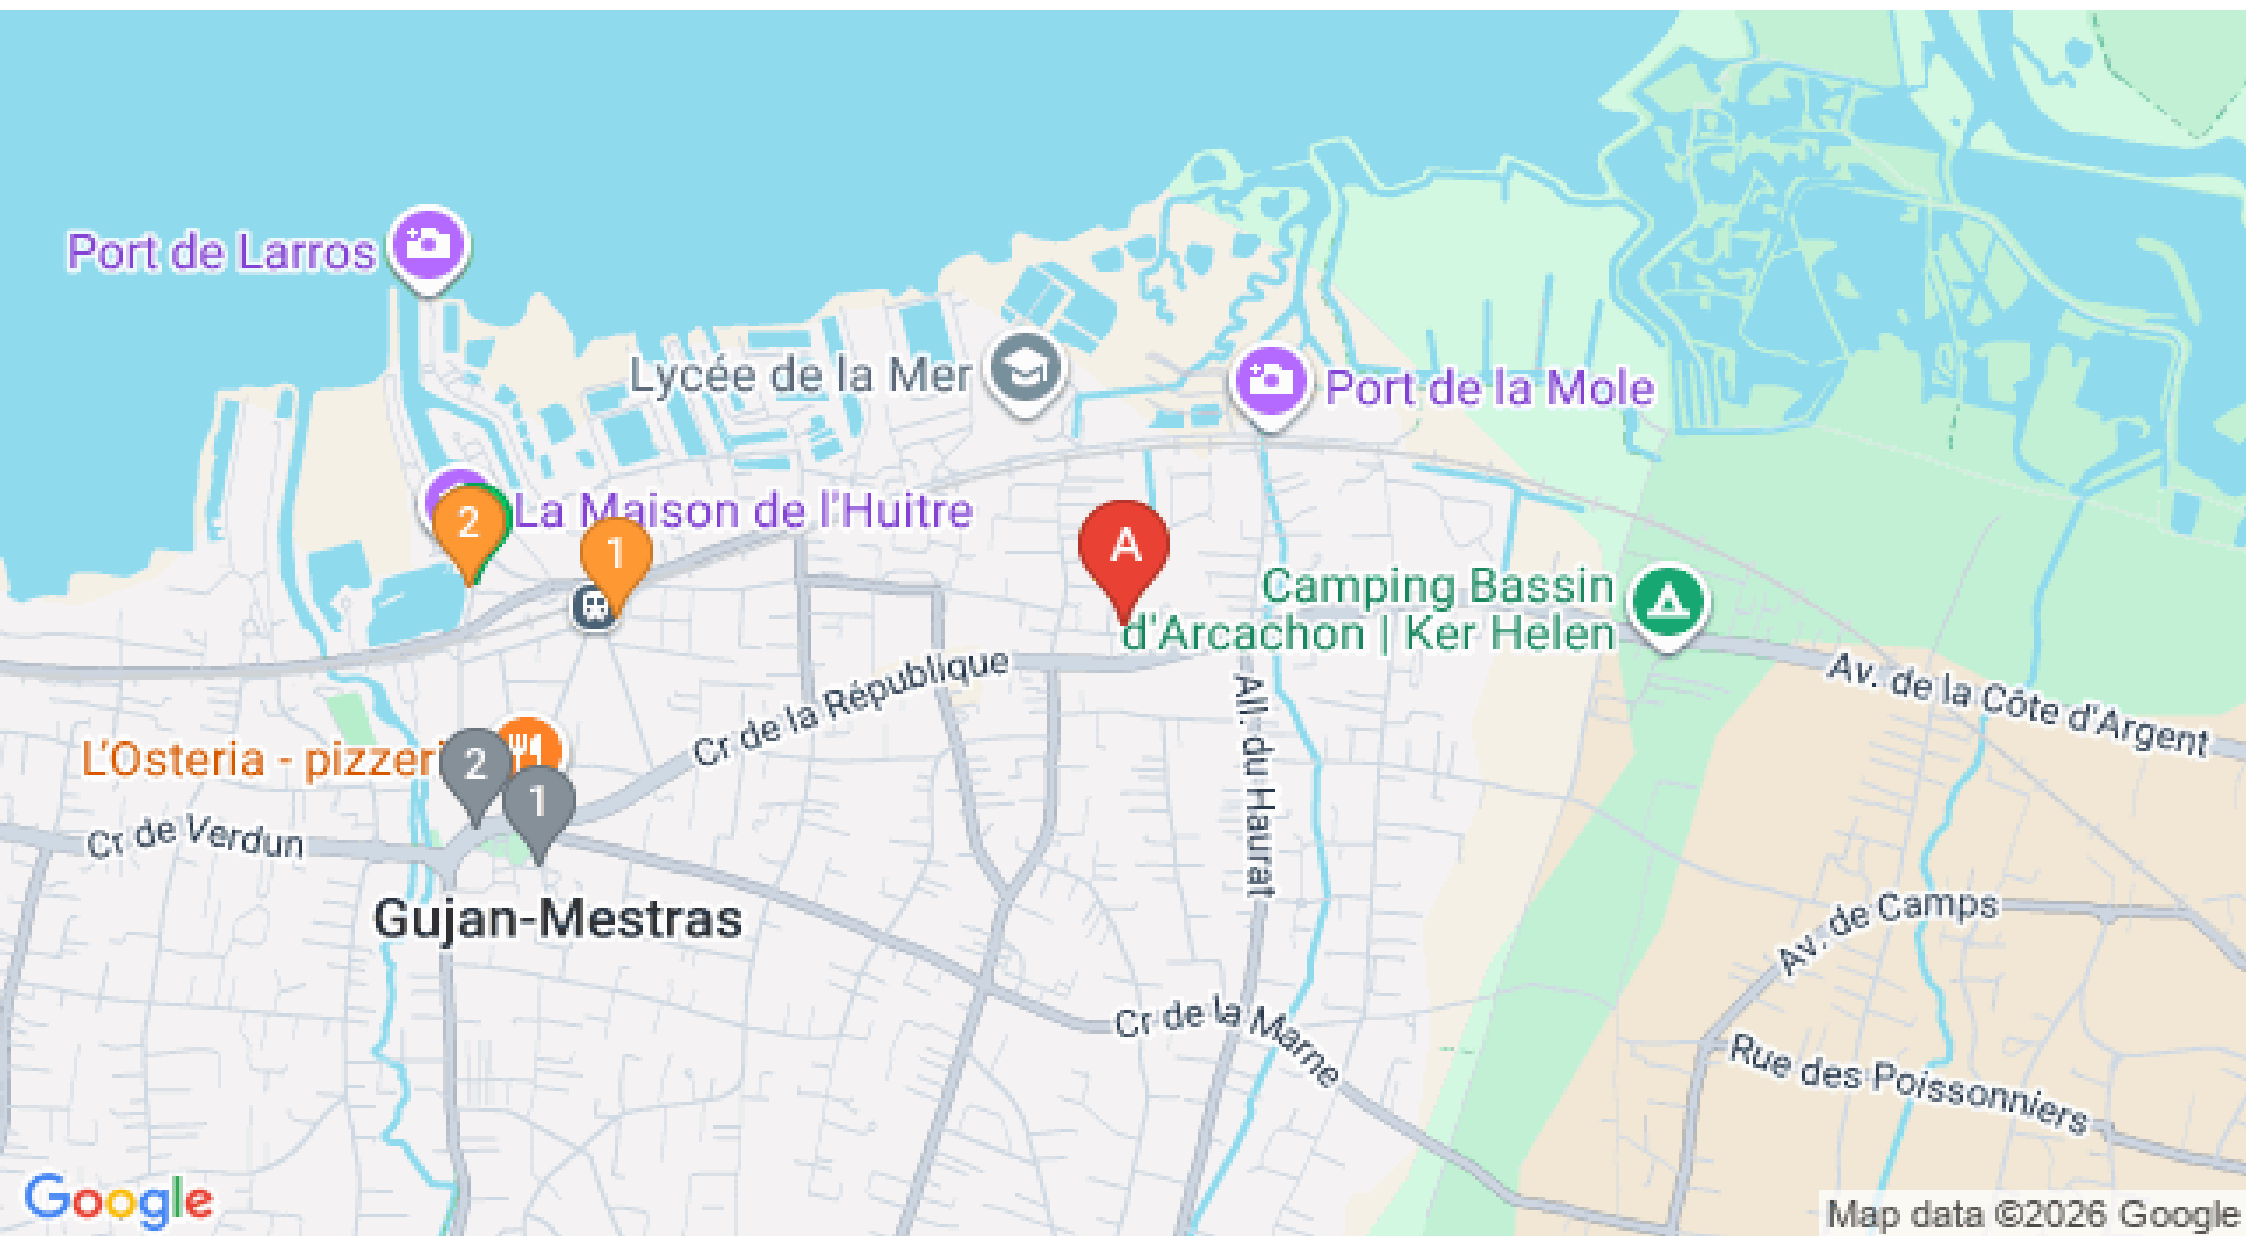 Port de Larros
Lycée de la Mer
Port de la Mole
2
La Maison de l'Huitre
1
A
Camping Bassin
d'Arcachon | Ker Helen
Av. de la Côte d'Argent
Cr de la République
All. du Haurat
L'Osteria - pizzeri
2
1
Cr de Verdun
Gujan-Mestras
Av. de Camps
Cr de la Marne
Rue des Poissonniers
Google
Map data ©2026 Google